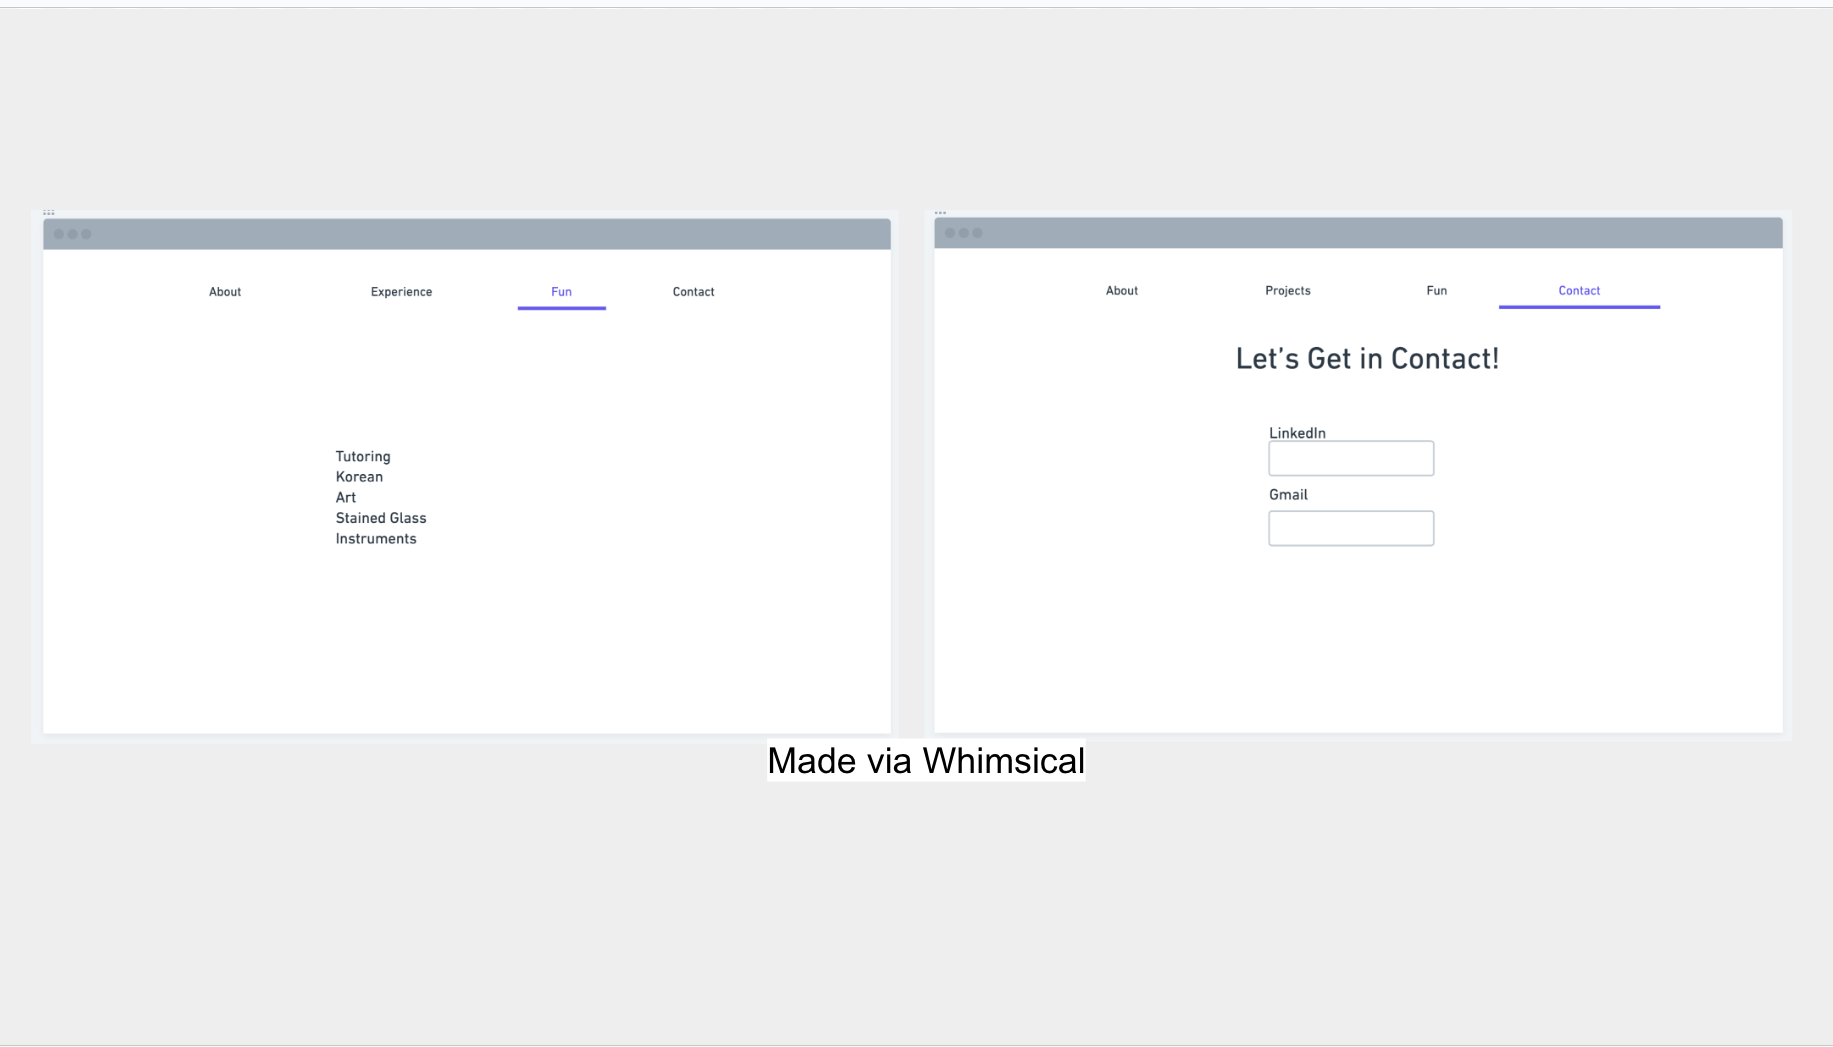 About Experience Fun Contact
Tutoring
Korean
Art
Stained Glass
Instruments
About Projects Fun Contact
Let's Get in Contact!
LinkedIn
Gmail
Made via Whimsical